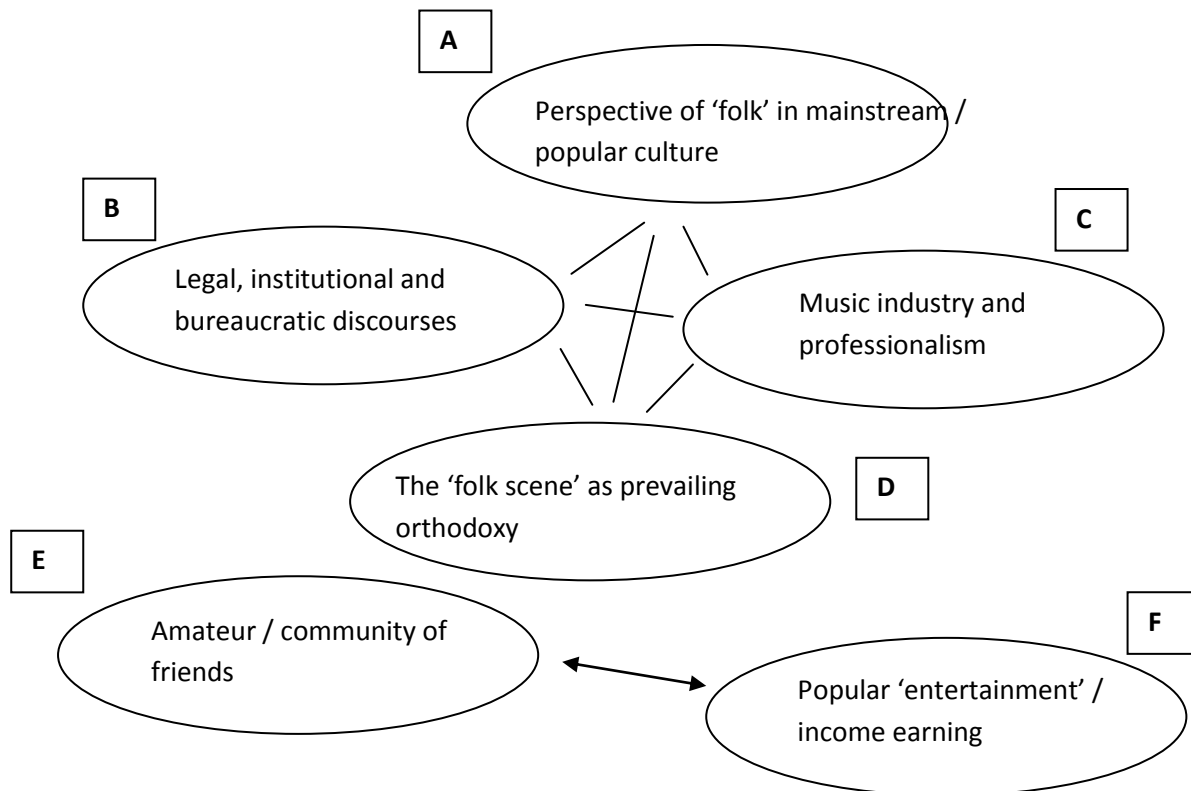 A
Perspective of ‘folk’ in mainstream /
popular culture
B
Legal, institutional and
bureaucratic discourses
C
Music industry and
professionalism
The ‘folk scene’ as prevailing
orthodoxy
D
E
Amateur / community of
friends
F
Popular ‘entertainment’ /
income earning